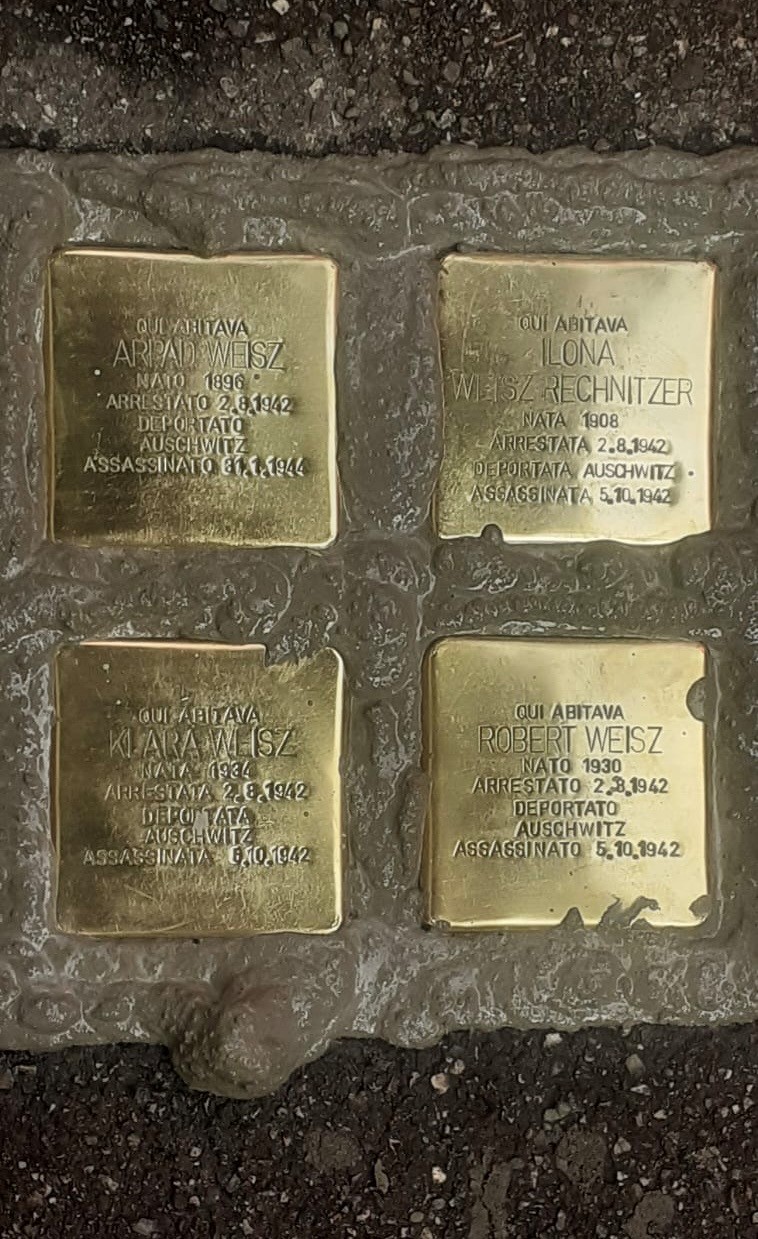 QUI ABITAVA
ARPAD WEISZ
NATO 1896
ARRESTATO 2.8.1942
DEPORTATO
AUSCHWITZ
ASSASSINATO 31.1.1944
QUI ABITAVA
ILONA
WEISZ RECHNITZER
NATA 1908
ARRESTATA 2.8.1942
DEPORTATA AUSCHWITZ
ASSASSINATA 5.10.1942
QUI ABITAVA
KLARA WEISZ
NATA 1934
ARRESTATA 2.8.1942
DEPORTATA
AUSCHWITZ
ASSASSINATA 5.10.1942
QUI ABITAVA
ROBERT WEISZ
NATO 1930
ARRESTATO 2.8.1942
DEPORTATO
AUSCHWITZ
ASSASSINATO 5.10.1942